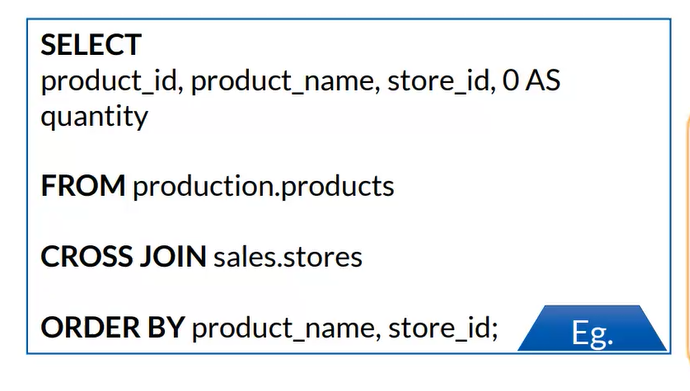 SELECT
product_id, product_name, store_id, 0 AS
quantity
FROM production.products
CROSS JOIN sales.stores
ORDER BY product_name, store_id;
Eg.